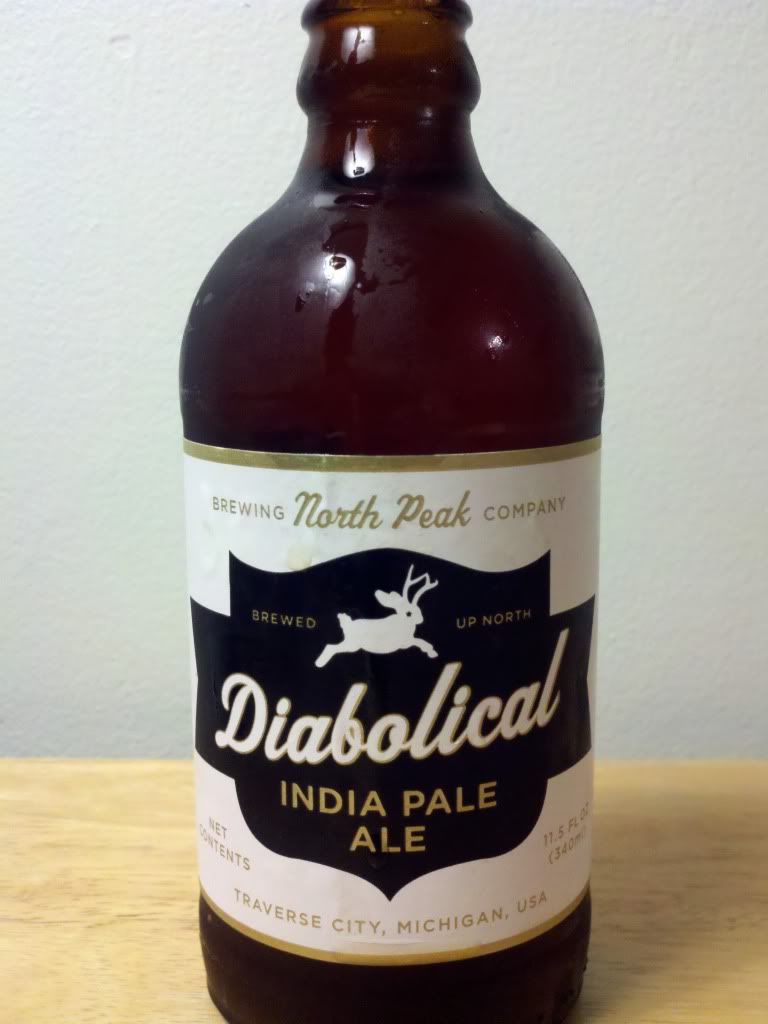 BREWING North Peak COMPANY
BREWED UP NORTH
Diabolical
INDIA PALE
ALE
NET
CONTENTS
11.5 FL OZ
(340ml)
TRAVERSE CITY, MICHIGAN, USA